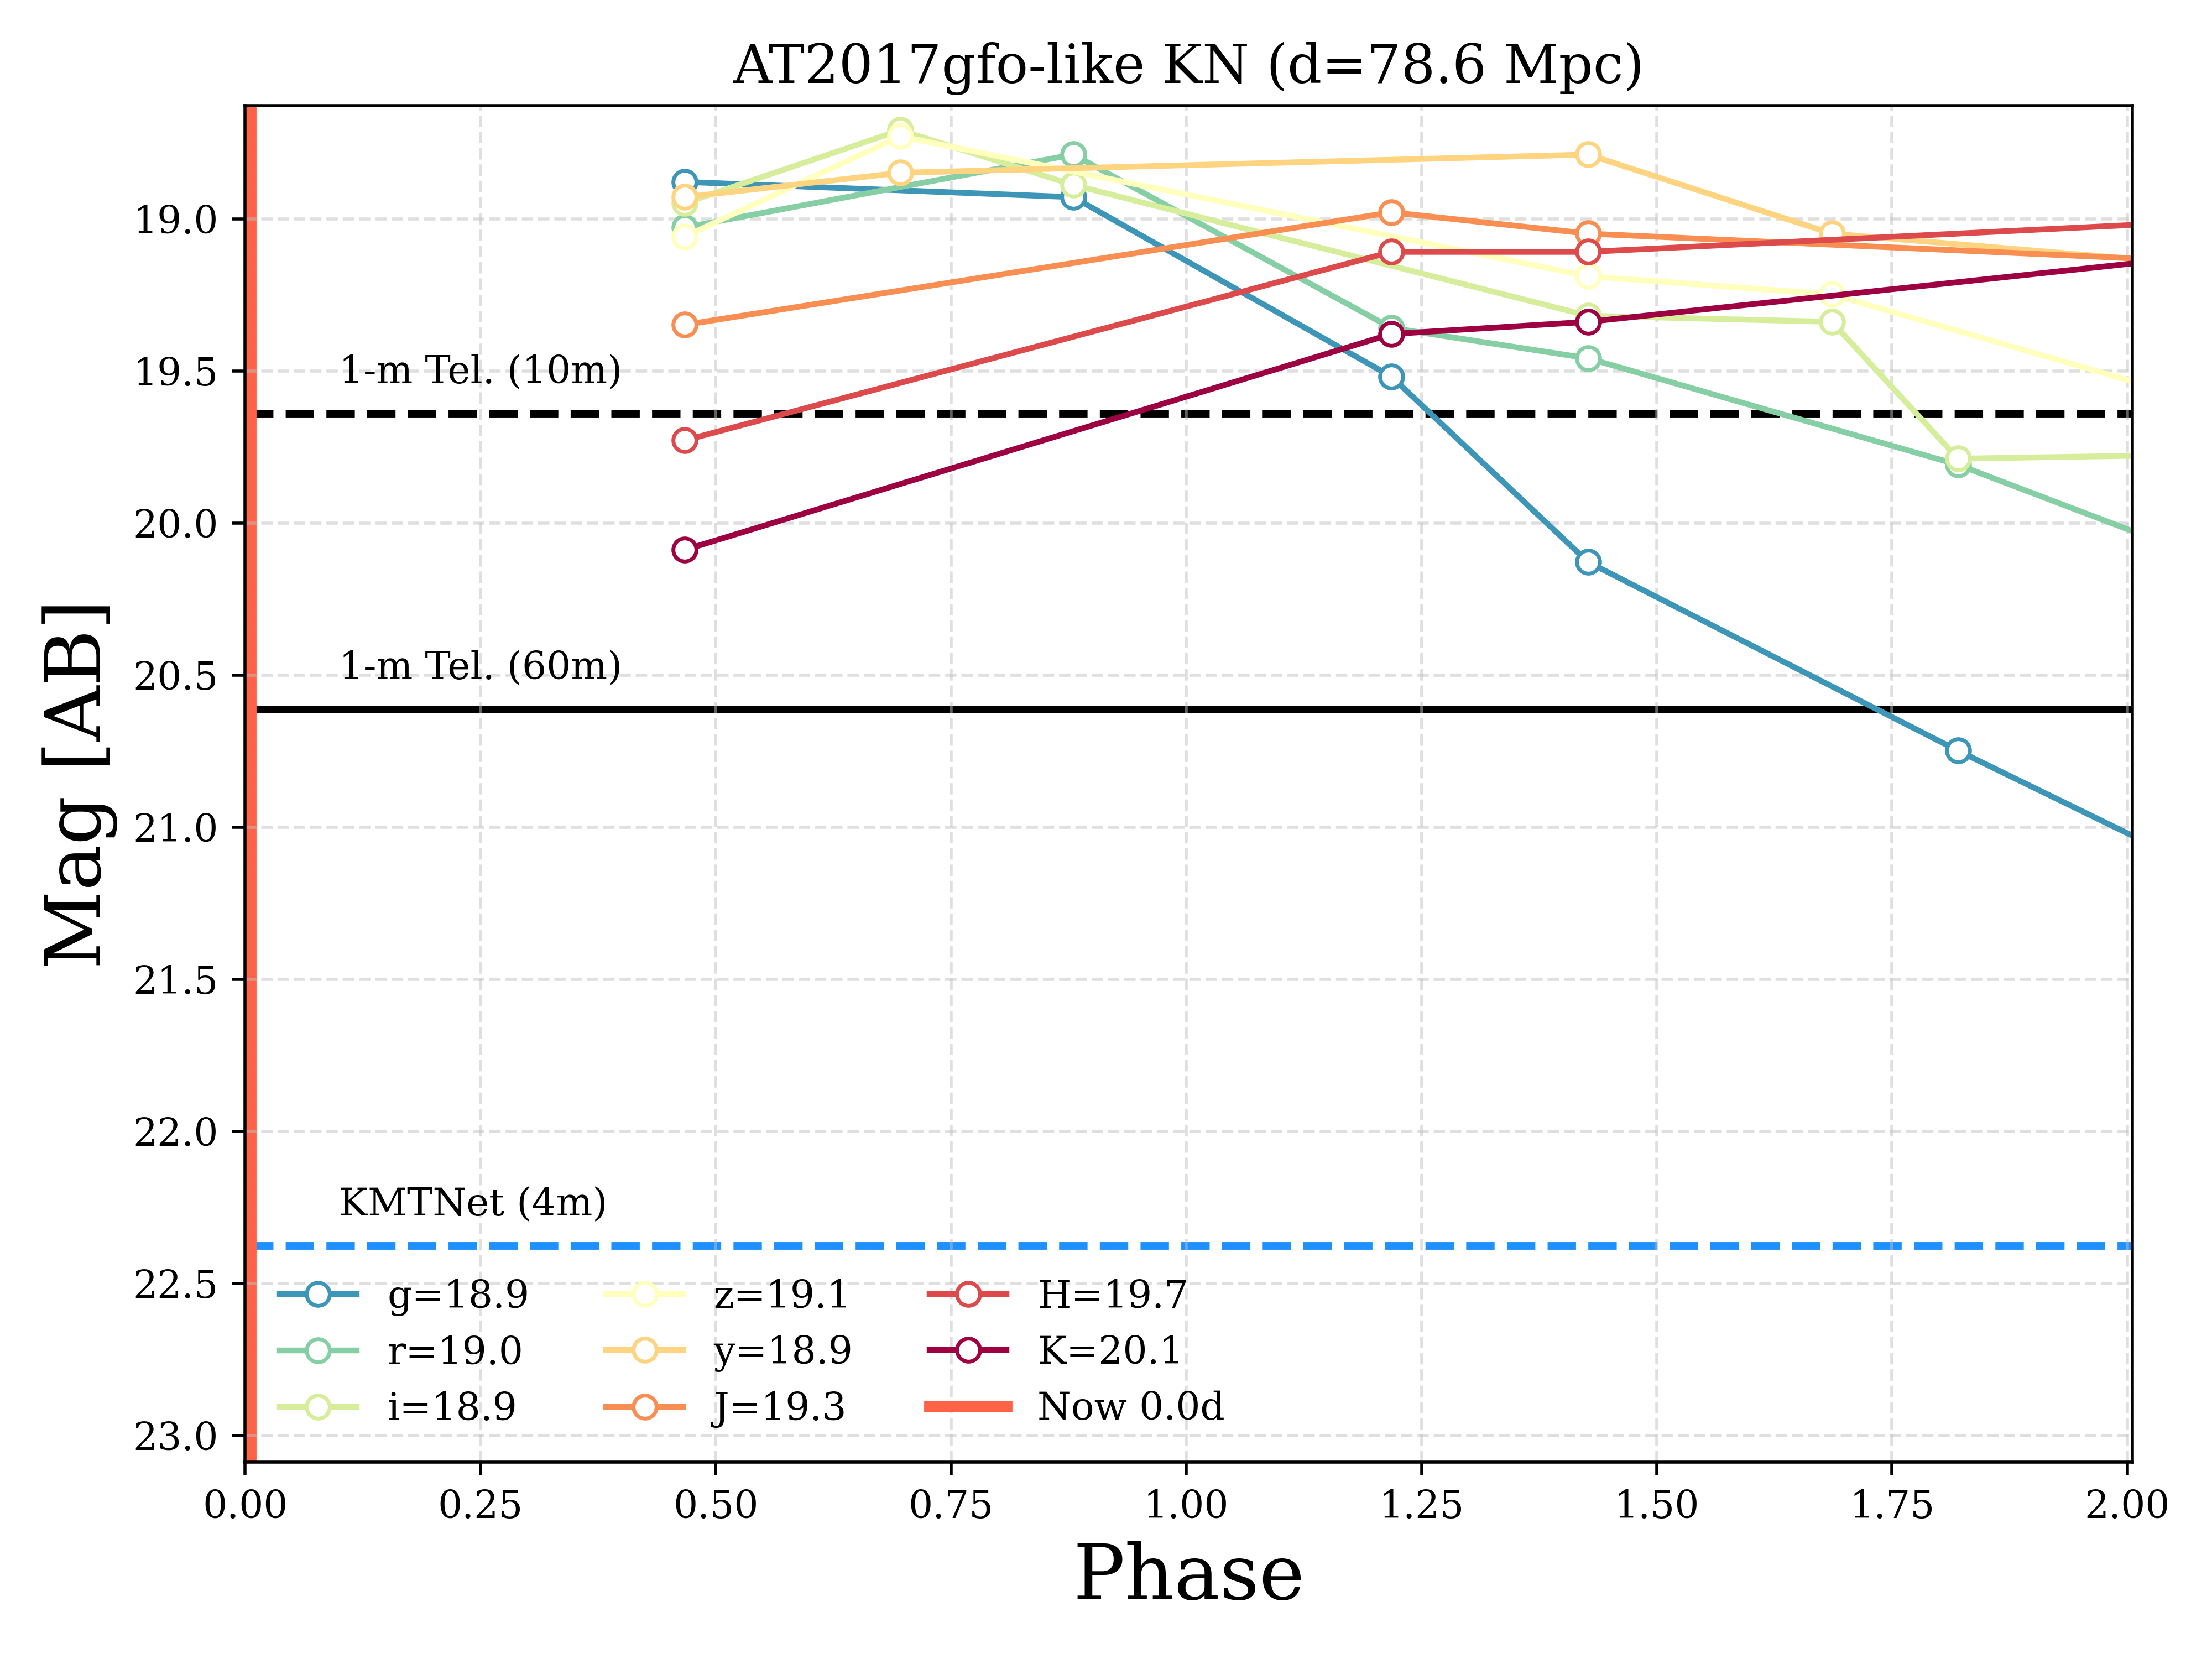 AT2017gfo-like KN (d=78.6 Mpc)
Mag [AB]
19.0
19.5
20.0
20.5
21.0
21.5
22.0
22.5
23.0
1-m Tel. (10m)
1-m Tel. (60m)
KMTNet (4m)
g=18.9
r=19.0
i=18.9
z=19.1
y=18.9
J=19.3
H=19.7
K=20.1
Now 0.0d
0.00 0.25 0.50 0.75 1.00 1.25 1.50 1.75 2.00
Phase